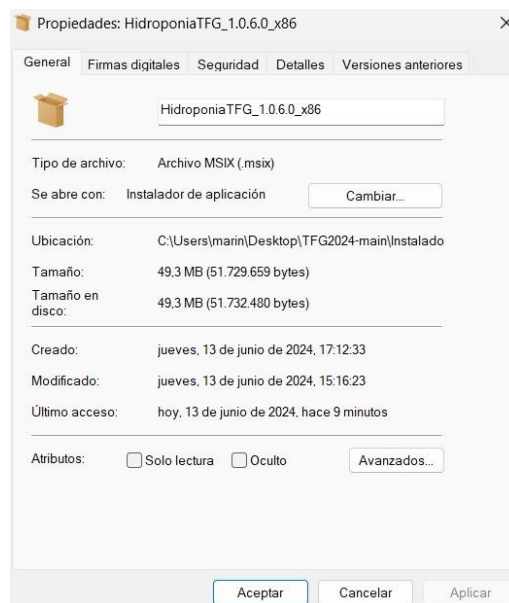 Propiedades: HidroponiaTFG_1.0.6.0_x86
General Firmas digitales Seguridad Detalles Versiones anteriores
HidroponiaTFG_1.0.6.0_x86
Tipo de archivo: Archivo MSIX (.msix)
Se abre con: Instalador de aplicación Cambiar...
Ubicación: C:\Users\marin\Desktop\TFG2024-main\Instalado
Tamaño: 49,3 MB (51.729.659 bytes)
Tamaño en
disco: 49,3 MB (51.732.480 bytes)
Creado: jueves, 13 de junio de 2024, 17:12:33
Modificado: jueves, 13 de junio de 2024, 15:16:23
Último acceso: hoy, 13 de junio de 2024, hace 9 minutos
Atributos: Solo lectura Oculto Avanzados...
Aceptar Cancelar Aplicar